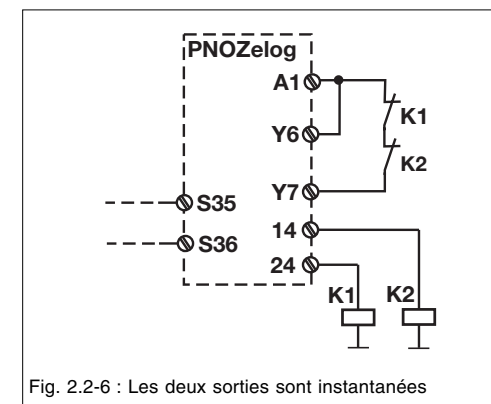 PNOZelog
A1
K1
Y6
K2
Y7
S35
14
S36
24
K1 K2
Fig. 2.2-6 : Les deux sorties sont instantanées